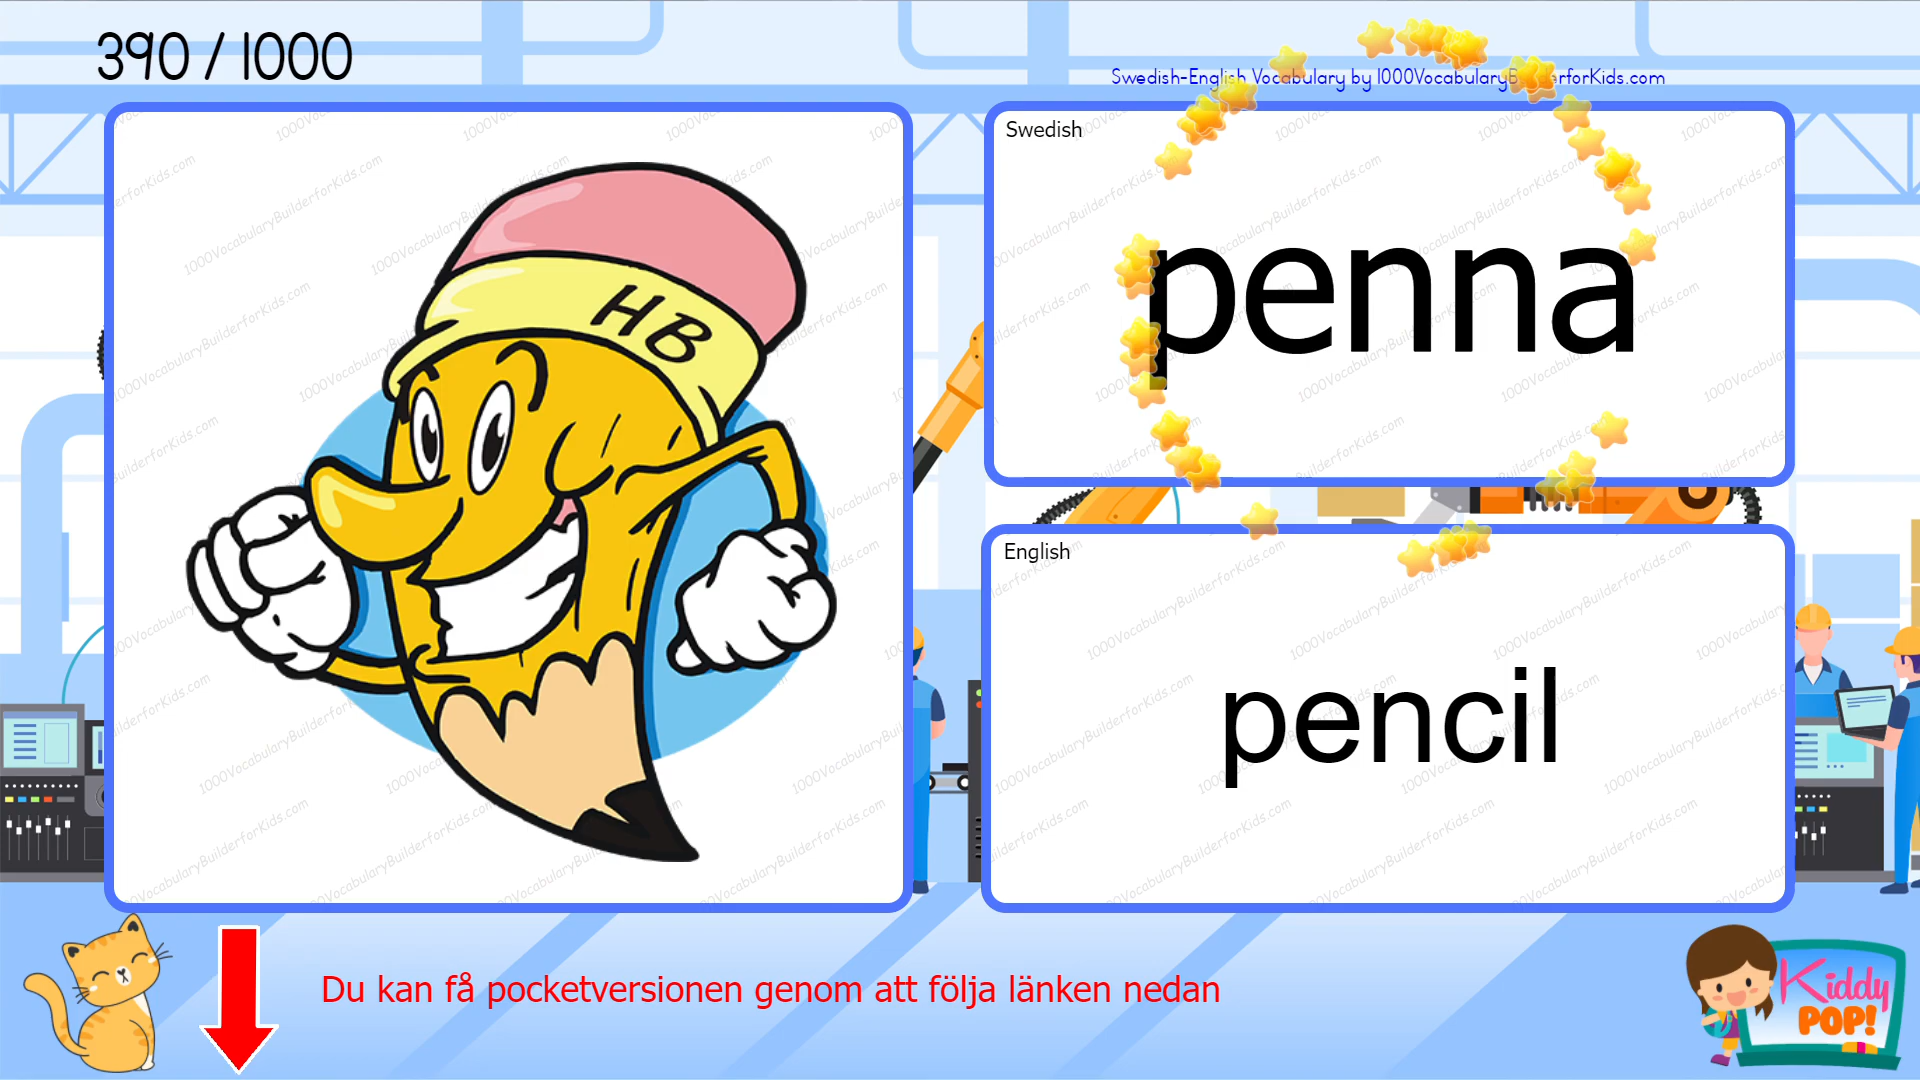 390 / 1000
Swedish-English Vocabulary by 1000VocabularyBuilderforKids.com
Swedish
penna
HB
English
pencil
Du kan få pocketversionen genom att följa länken nedan
Kiddy
POP!